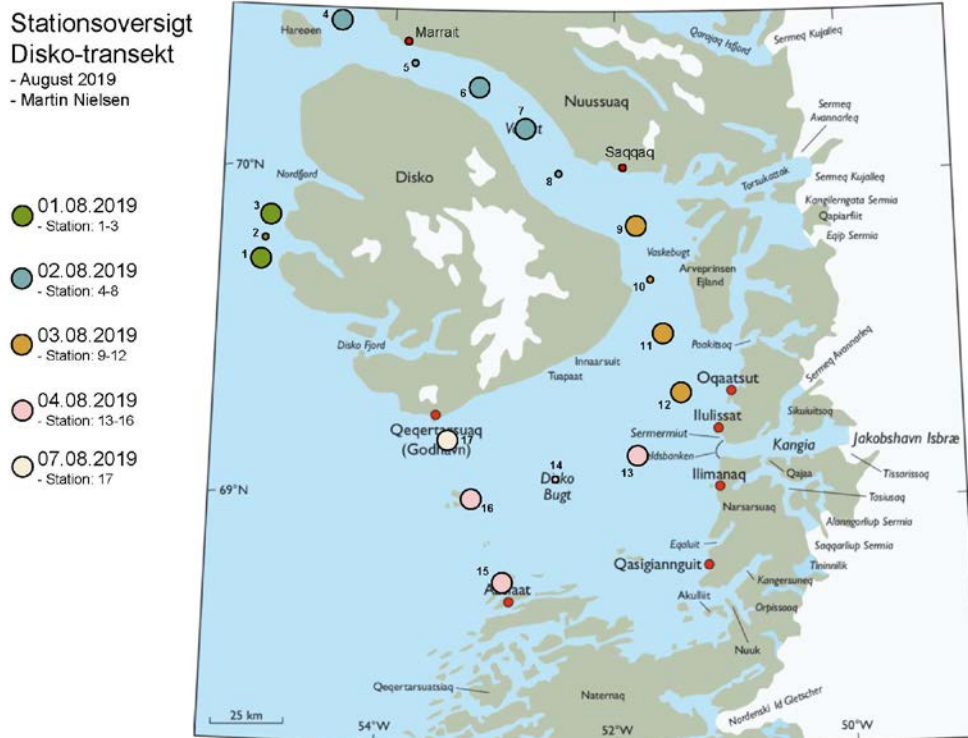 Stationsoversigt
Disko-transekt
- August 2019
- Martin Nielsen
01.08.2019
- Station: 1-3
02.08.2019
- Station: 4-8
03.08.2019
- Station: 9-12
04.08.2019
- Station: 13-16
07.08.2019
- Station: 17
4
Hareøen
Marrait
Qarajaq Isfjord
Sermeq Kujalleq
5
6
Nuussuaq
7
Sermeq
Avannarleq
Saqqaq
70°N
Nordfjord
Disko
8
Torsukattak
Sermeq Kujalleq
Kangilerngata Sermia
Qapiarfiit
Eqip Sermia
3
2
1
9
Vaskebugt
10
Arveprinsen
Ejland
Disko Fjord
11
Paakitsoq
Innaarsuit
Tuapaat
Sermeq Avannarleq
Oqaatsut
12
Sikuiuitsoq
Ilulissat
Qeqertarsuaq
(Godhavn)
17
Sermermiut
Kangia
Jakobshavn Isbræ
13
14
Disko
Bugt
Ilimanaq
Qajaa
Tissarissoq
Tasiusaq
69°N
16
Narsarsuaq
Alanngorliup Sermia
Eqaluit
Saqqarliup Sermia
Tininnilik
Qasigiannguit
15
Kangersuneq
Akulliit
Orpissooq
Nuuk
Qeqertarsuatsiaq
Naternaq
Nordenskiöld Gletscher
25 km
54°W
52°W
50°W